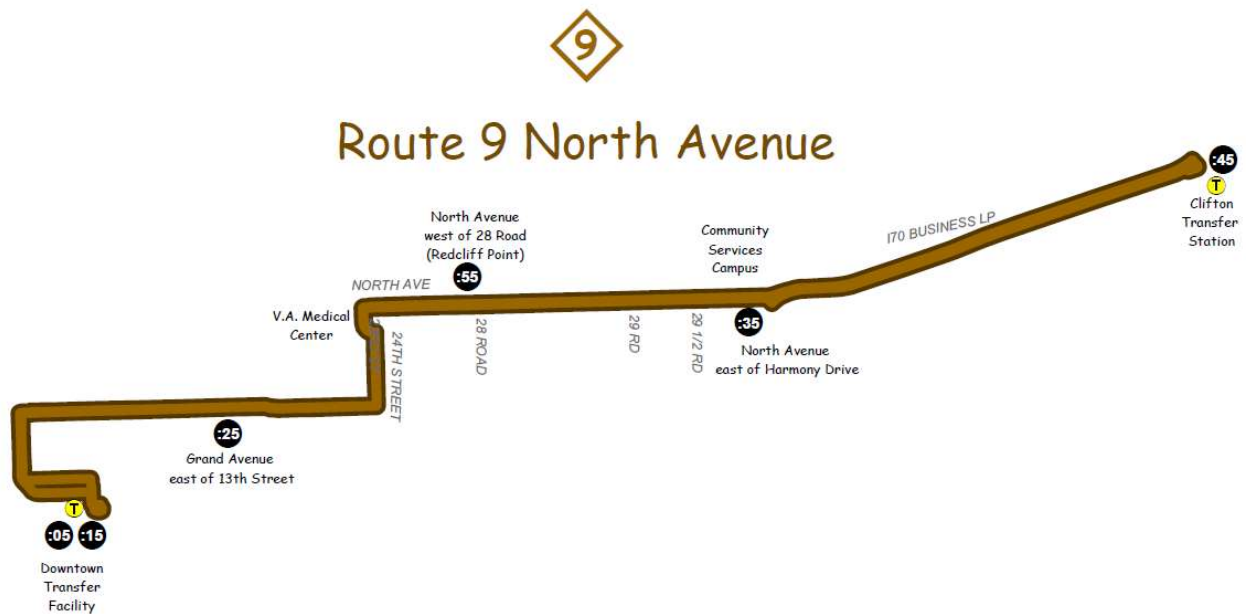 9
Route 9 North Avenue
:45
T
Clifton
Transfer
Station
I70 BUSINESS LP
North Avenue
west of 28 Road
(Redcliff Point)
:55
Community
Services
Campus
NORTH AVE
V.A. Medical
Center
24TH STREET
28 ROAD
29 RD
29 1/2 RD
:35
North Avenue
east of Harmony Drive
:25
Grand Avenue
east of 13th Street
T
:05 :15
Downtown
Transfer
Facility